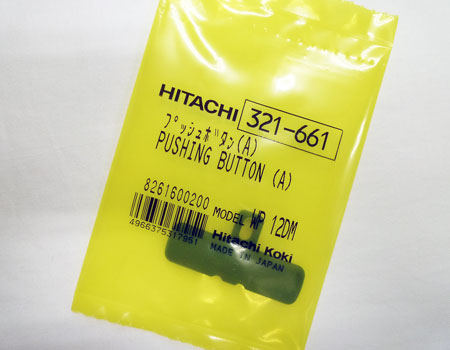 HITACHI 321-661
プッシュボタン(A)
PUSHING BUTTON (A)
8261600200 MODEL WP 12DM
4966375317951
Hitachi Koki
MADE IN JAPAN